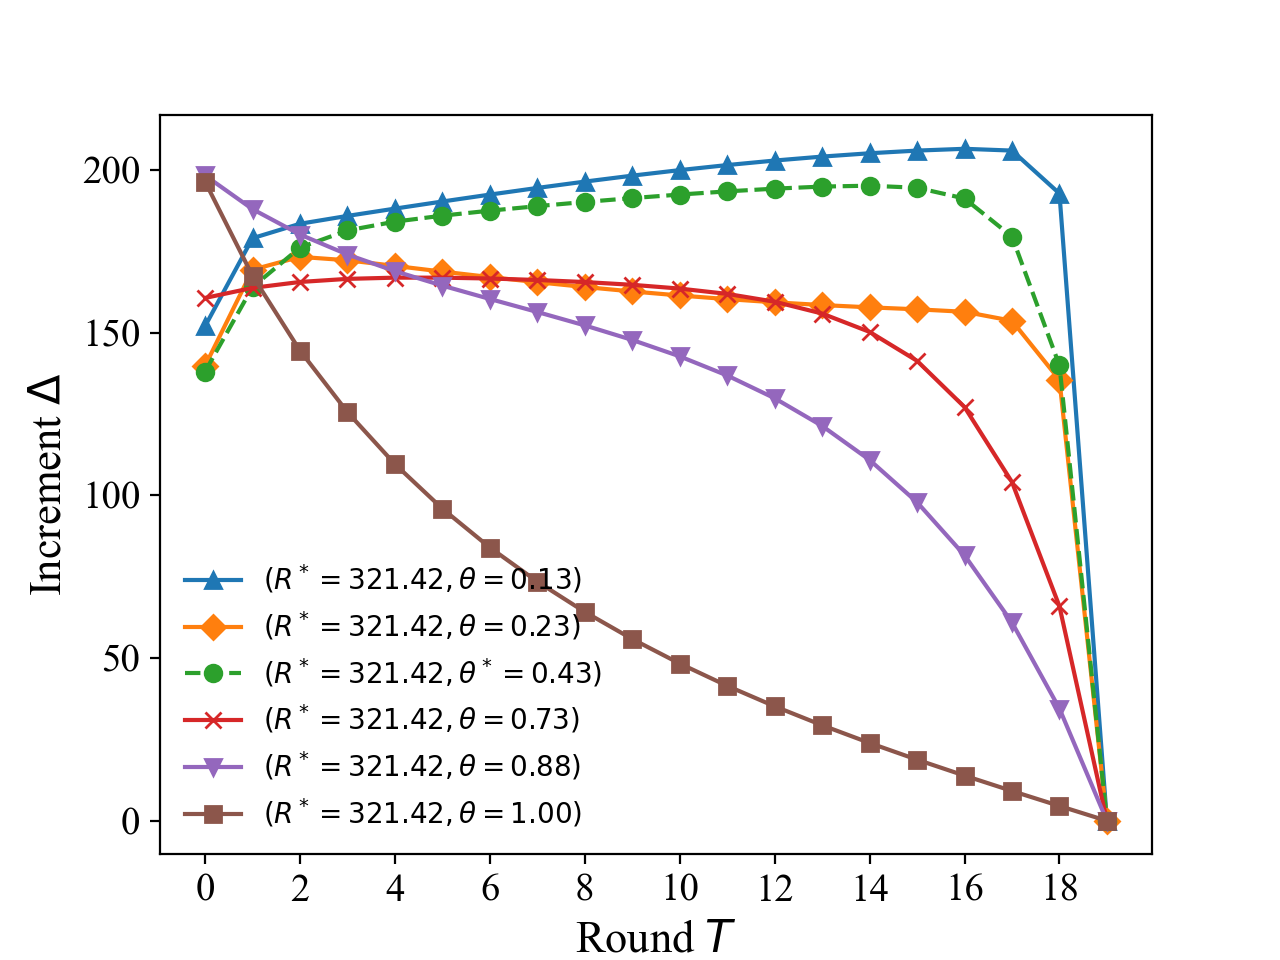 200
150
100
50
0
Increment Δ
(R* = 321.42, θ = 0.13)
(R* = 321.42, θ = 0.23)
(R* = 321.42, θ* = 0.43)
(R* = 321.42, θ = 0.73)
(R* = 321.42, θ = 0.88)
(R* = 321.42, θ = 1.00)
0 2 4 6 8 10 12 14 16 18
Round T